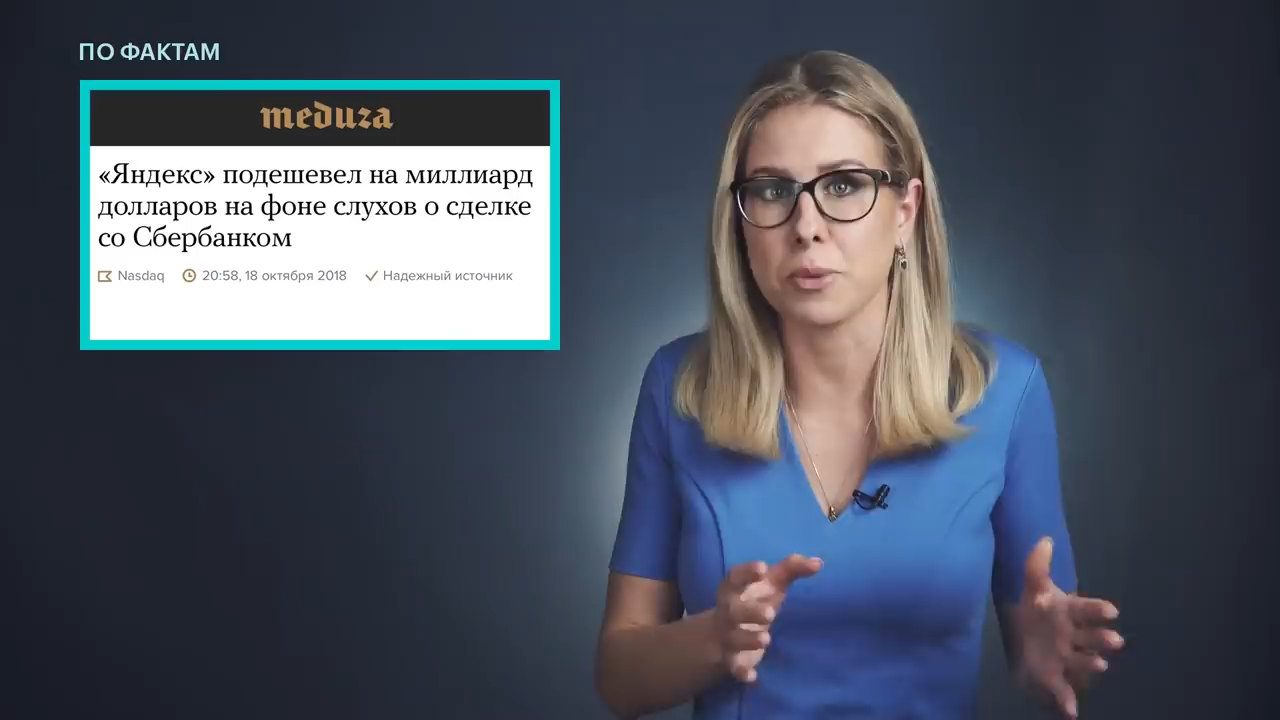 ПО ФАКТАМ
meduza
«Яндекс» подешевел на миллиард
долларов на фоне слухов о сделке
со Сбербанком
Nasdaq 20:58, 18 октября 2018 Надежный источник